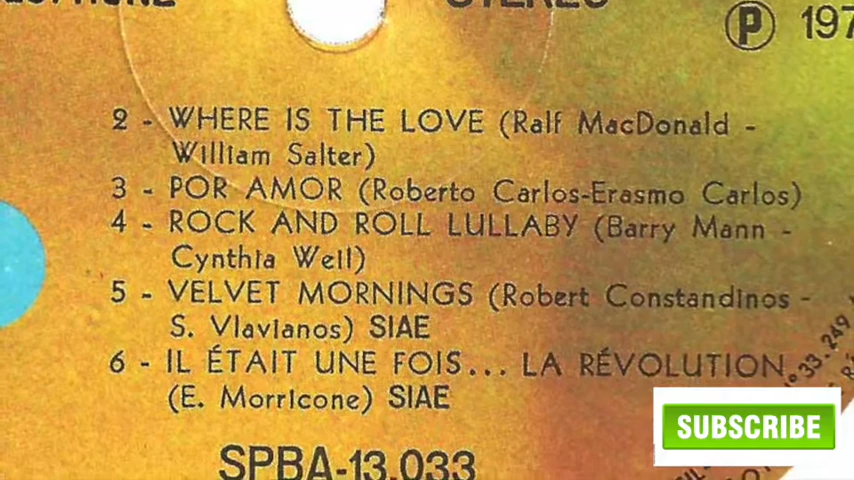 STEREO
Ⓟ 197
2 - WHERE IS THE LOVE (Ralf MacDonald -
William Salter)
3 - POR AMOR (Roberto Carlos-Erasmo Carlos)
4 - ROCK AND ROLL LULLABY (Barry Mann -
Cynthia Weil)
5 - VELVET MORNINGS (Robert Constandinos -
S. Vlavianos) SIAE
6 - IL ÉTAIT UNE FOIS... LA RÉVOLUTION
(E. Morricone) SIAE
33.249
SUBSCRIBE
SPBA-13.033